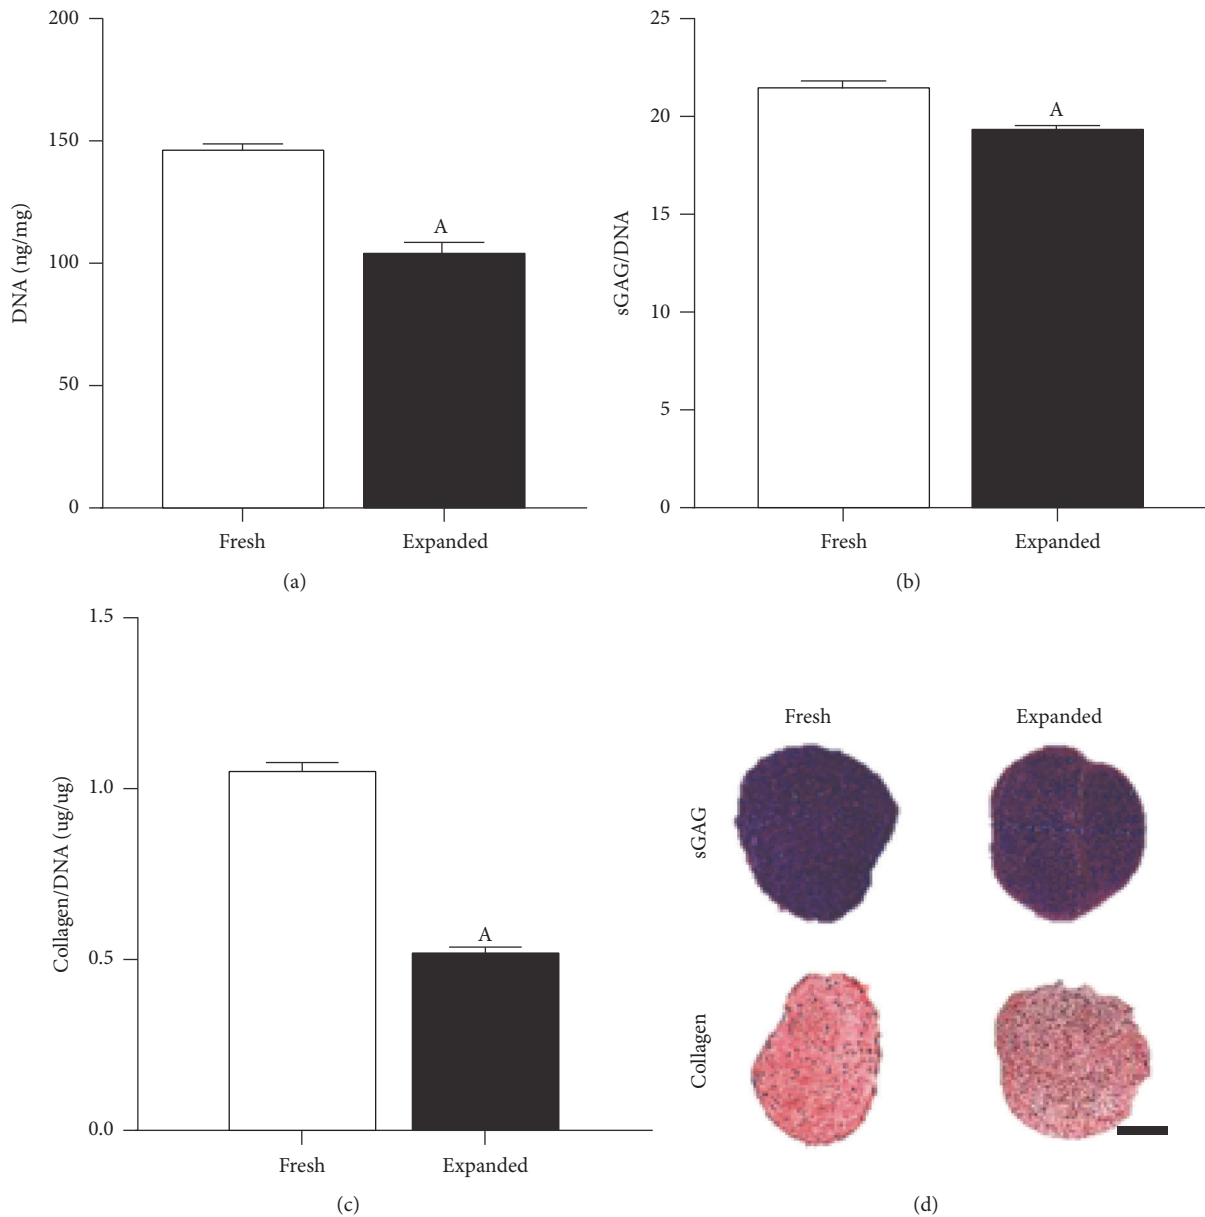 200
150
100
50
0
DNA (ng/mg)
A
Fresh Expanded
(a)
25
20
15
10
5
0
sGAG/DNA
A
Fresh Expanded
(b)
1.5
1.0
0.5
0.0
Collagen/DNA (ug/ug)
A
Fresh Expanded
(c)
Fresh Expanded
sGAG
Collagen
(d)